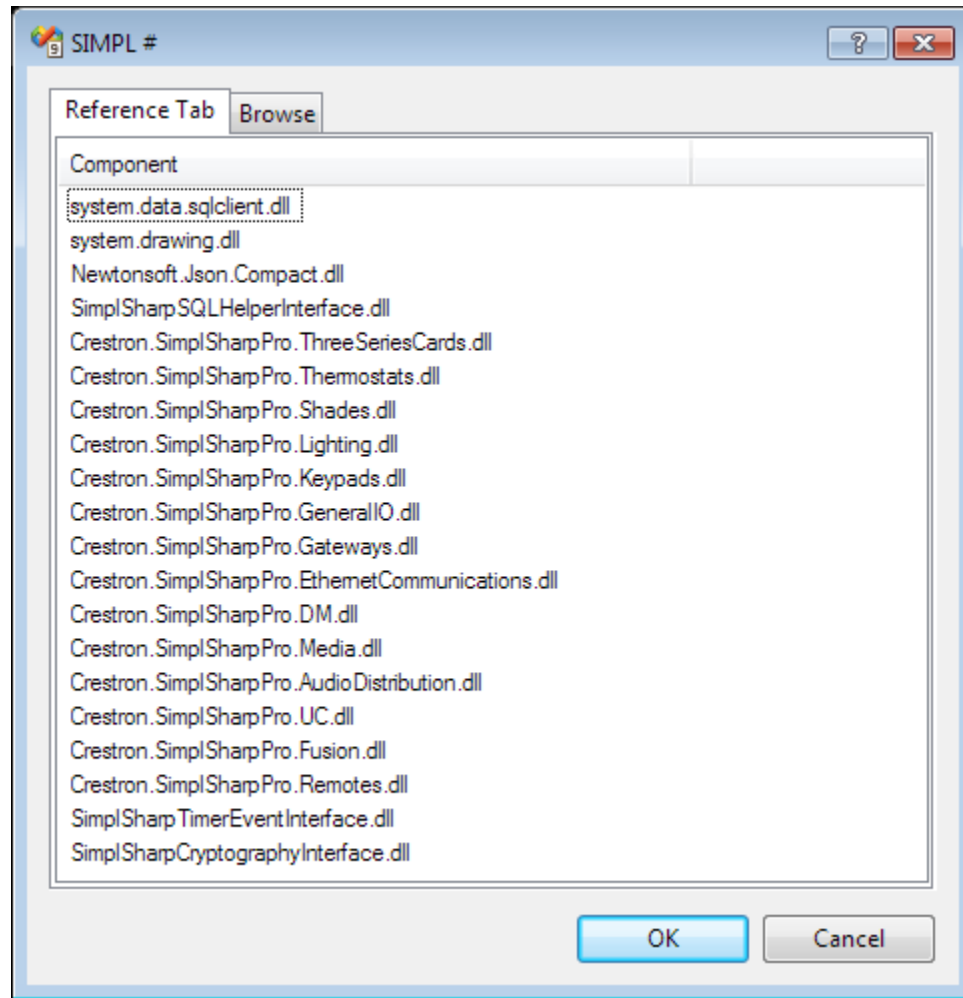 SIMPL #
Reference Tab
Browse
Component
system.data.sqlclient.dll
system.drawing.dll
Newtonsoft.Json.Compact.dll
SimplSharpSQLHelperInterface.dll
Crestron.SimplSharpPro.ThreeSeriesCards.dll
Crestron.SimplSharpPro.Thermostats.dll
Crestron.SimplSharpPro.Shades.dll
Crestron.SimplSharpPro.Lighting.dll
Crestron.SimplSharpPro.Keypads.dll
Crestron.SimplSharpPro.GeneralIO.dll
Crestron.SimplSharpPro.Gateways.dll
Crestron.SimplSharpPro.EthernetCommunications.dll
Crestron.SimplSharpPro.DM.dll
Crestron.SimplSharpPro.Media.dll
Crestron.SimplSharpPro.AudioDistribution.dll
Crestron.SimplSharpPro.UC.dll
Crestron.SimplSharpPro.Fusion.dll
Crestron.SimplSharpPro.Remotes.dll
SimplSharpTimerEventInterface.dll
SimplSharpCryptographyInterface.dll
OK
Cancel